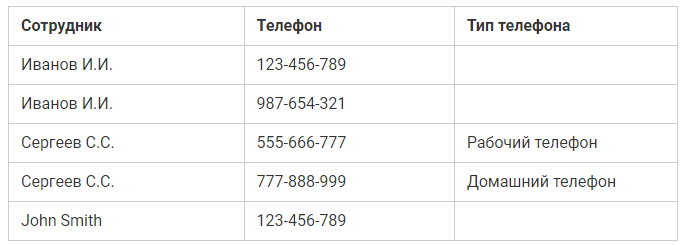 Сотрудник Телефон Тип телефона
Иванов И.И. 123-456-789
Иванов И.И. 987-654-321
Сергеев С.С. 555-666-777 Рабочий телефон
Сергеев С.С. 777-888-999 Домашний телефон
John Smith 123-456-789